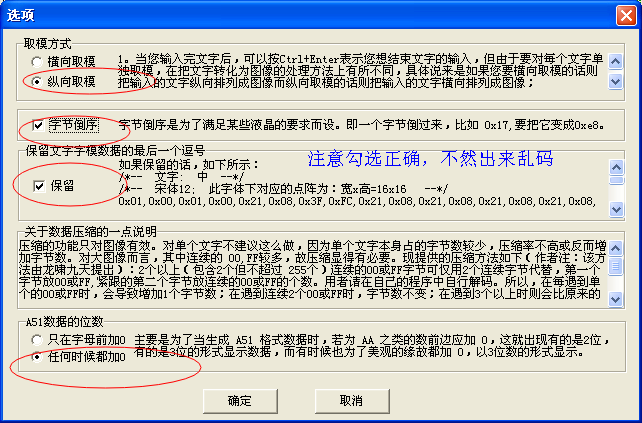 选项
取模方式
横向取模
纵向取模
1。当您输入完文字后，可以按Ctrl+Enter表示您想结束文字的输入，但由于要对每个文字单
独取模，在把文字转化为图像的处理方法上有所不同，具体说来是如果您要横向取模的话则
把输入的文字纵向排列成图像而纵向取模的话则把输入的文字横向排列成图像；
字节倒序
字节倒序是为了满足某些液晶的要求而设。即一个字节倒过来，比如 0x17,要把它变成0xe8。
保留文字字模数据的最后一个逗号
注意勾选正确，不然出来乱码
保留
如果保留的话，如下所示：
/*-- 文字: 中 --*/
/*-- 宋体12; 此字体下对应的点阵为：宽x高=16x16 --*/
0x01,0x00,0x01,0x00,0x21,0x08,0x3F,0xFC,0x21,0x08,0x21,0x08,0x21,0x08,0x21,0x08,
关于数据压缩的一点说明
压缩的功能只对图像有效。对单个文字不建议这么做，因为单个文字本身占的字节数较少，压缩率不高或反而增
加字节数。对大图像而言，其中连续的 00,FF较多，故压缩显得有必要。现提供的压缩方法如下（作者注：该方
法由龙啸九天提出）：2个以上（包含2个但不超过 255个）连续的00或FF字节可仅用2个连续字节代替，第一个
字节放00或FF,紧跟的第二个字节放连续的00或FF的个数。用者请在自己的程序中自行解码。所以，在每遇到单
个的00或FF时，会导致增加1个字节数；在遇到连续2个00或FF时，字节数不变；在遇到3个以上时则会比原来的
A51数据的位数
只在字母前加0
任何时候都加0
主要是为了当生成 A51 格式数据时，若为 AA 之类的数前边应加 0，这就出现有的是2位，
有的是3位的形式显示数据，而有时候也为了美观的缘故都加 0，以3位数的形式显示。
确定
取消